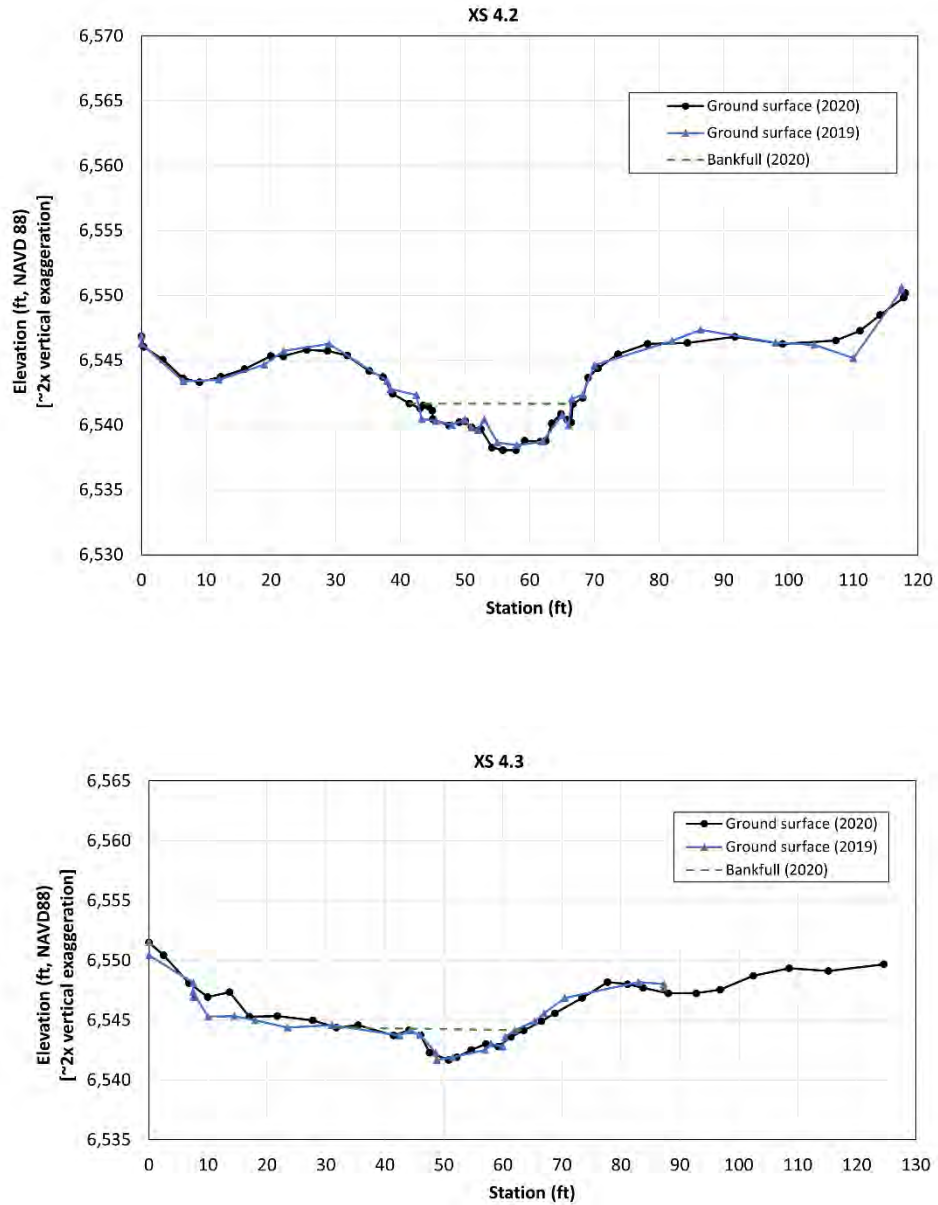 XS 4.2
6,570
6,565
6,560
6,555
6,550
6,545
6,540
6,535
6,530
Elevation (ft, NAVD 88)
[~2x vertical exaggeration]
Ground surface (2020)
Ground surface (2019)
Bankfull (2020)
0 10 20 30 40 50 60 70 80 90 100 110 120
Station (ft)
XS 4.3
6,565
6,560
6,555
6,550
6,545
6,540
6,535
Elevation (ft, NAVD88)
[~2x vertical exaggeration]
Ground surface (2020)
Ground surface (2019)
Bankfull (2020)
0 10 20 30 40 50 60 70 80 90 100 110 120 130
Station (ft)